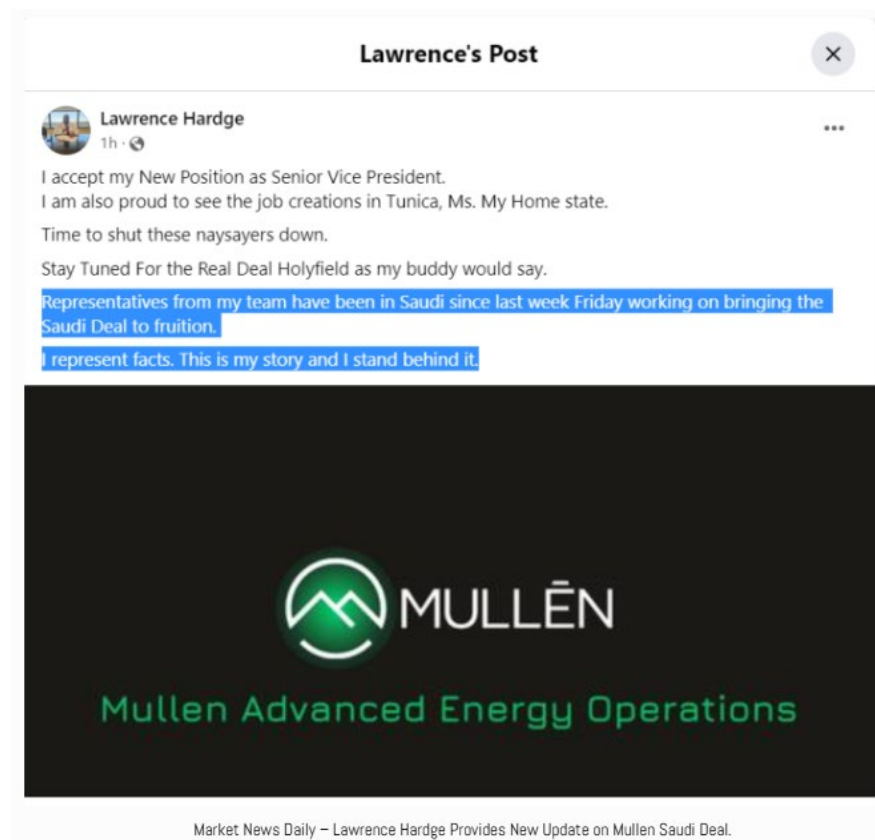 Lawrence's Post
Lawrence Hardge
1h ·
I accept my New Position as Senior Vice President.
I am also proud to see the job creations in Tunica, Ms. My Home state.
Time to shut these naysayers down.
Stay Tuned For the Real Deal Holyfield as my buddy would say.
Representatives from my team have been in Saudi since last week Friday working on bringing the
Saudi Deal to fruition.
I represent facts. This is my story and I stand behind it.
MULLĒN
Mullen Advanced Energy Operations
Market News Daily – Lawrence Hardge Provides New Update on Mullen Saudi Deal.